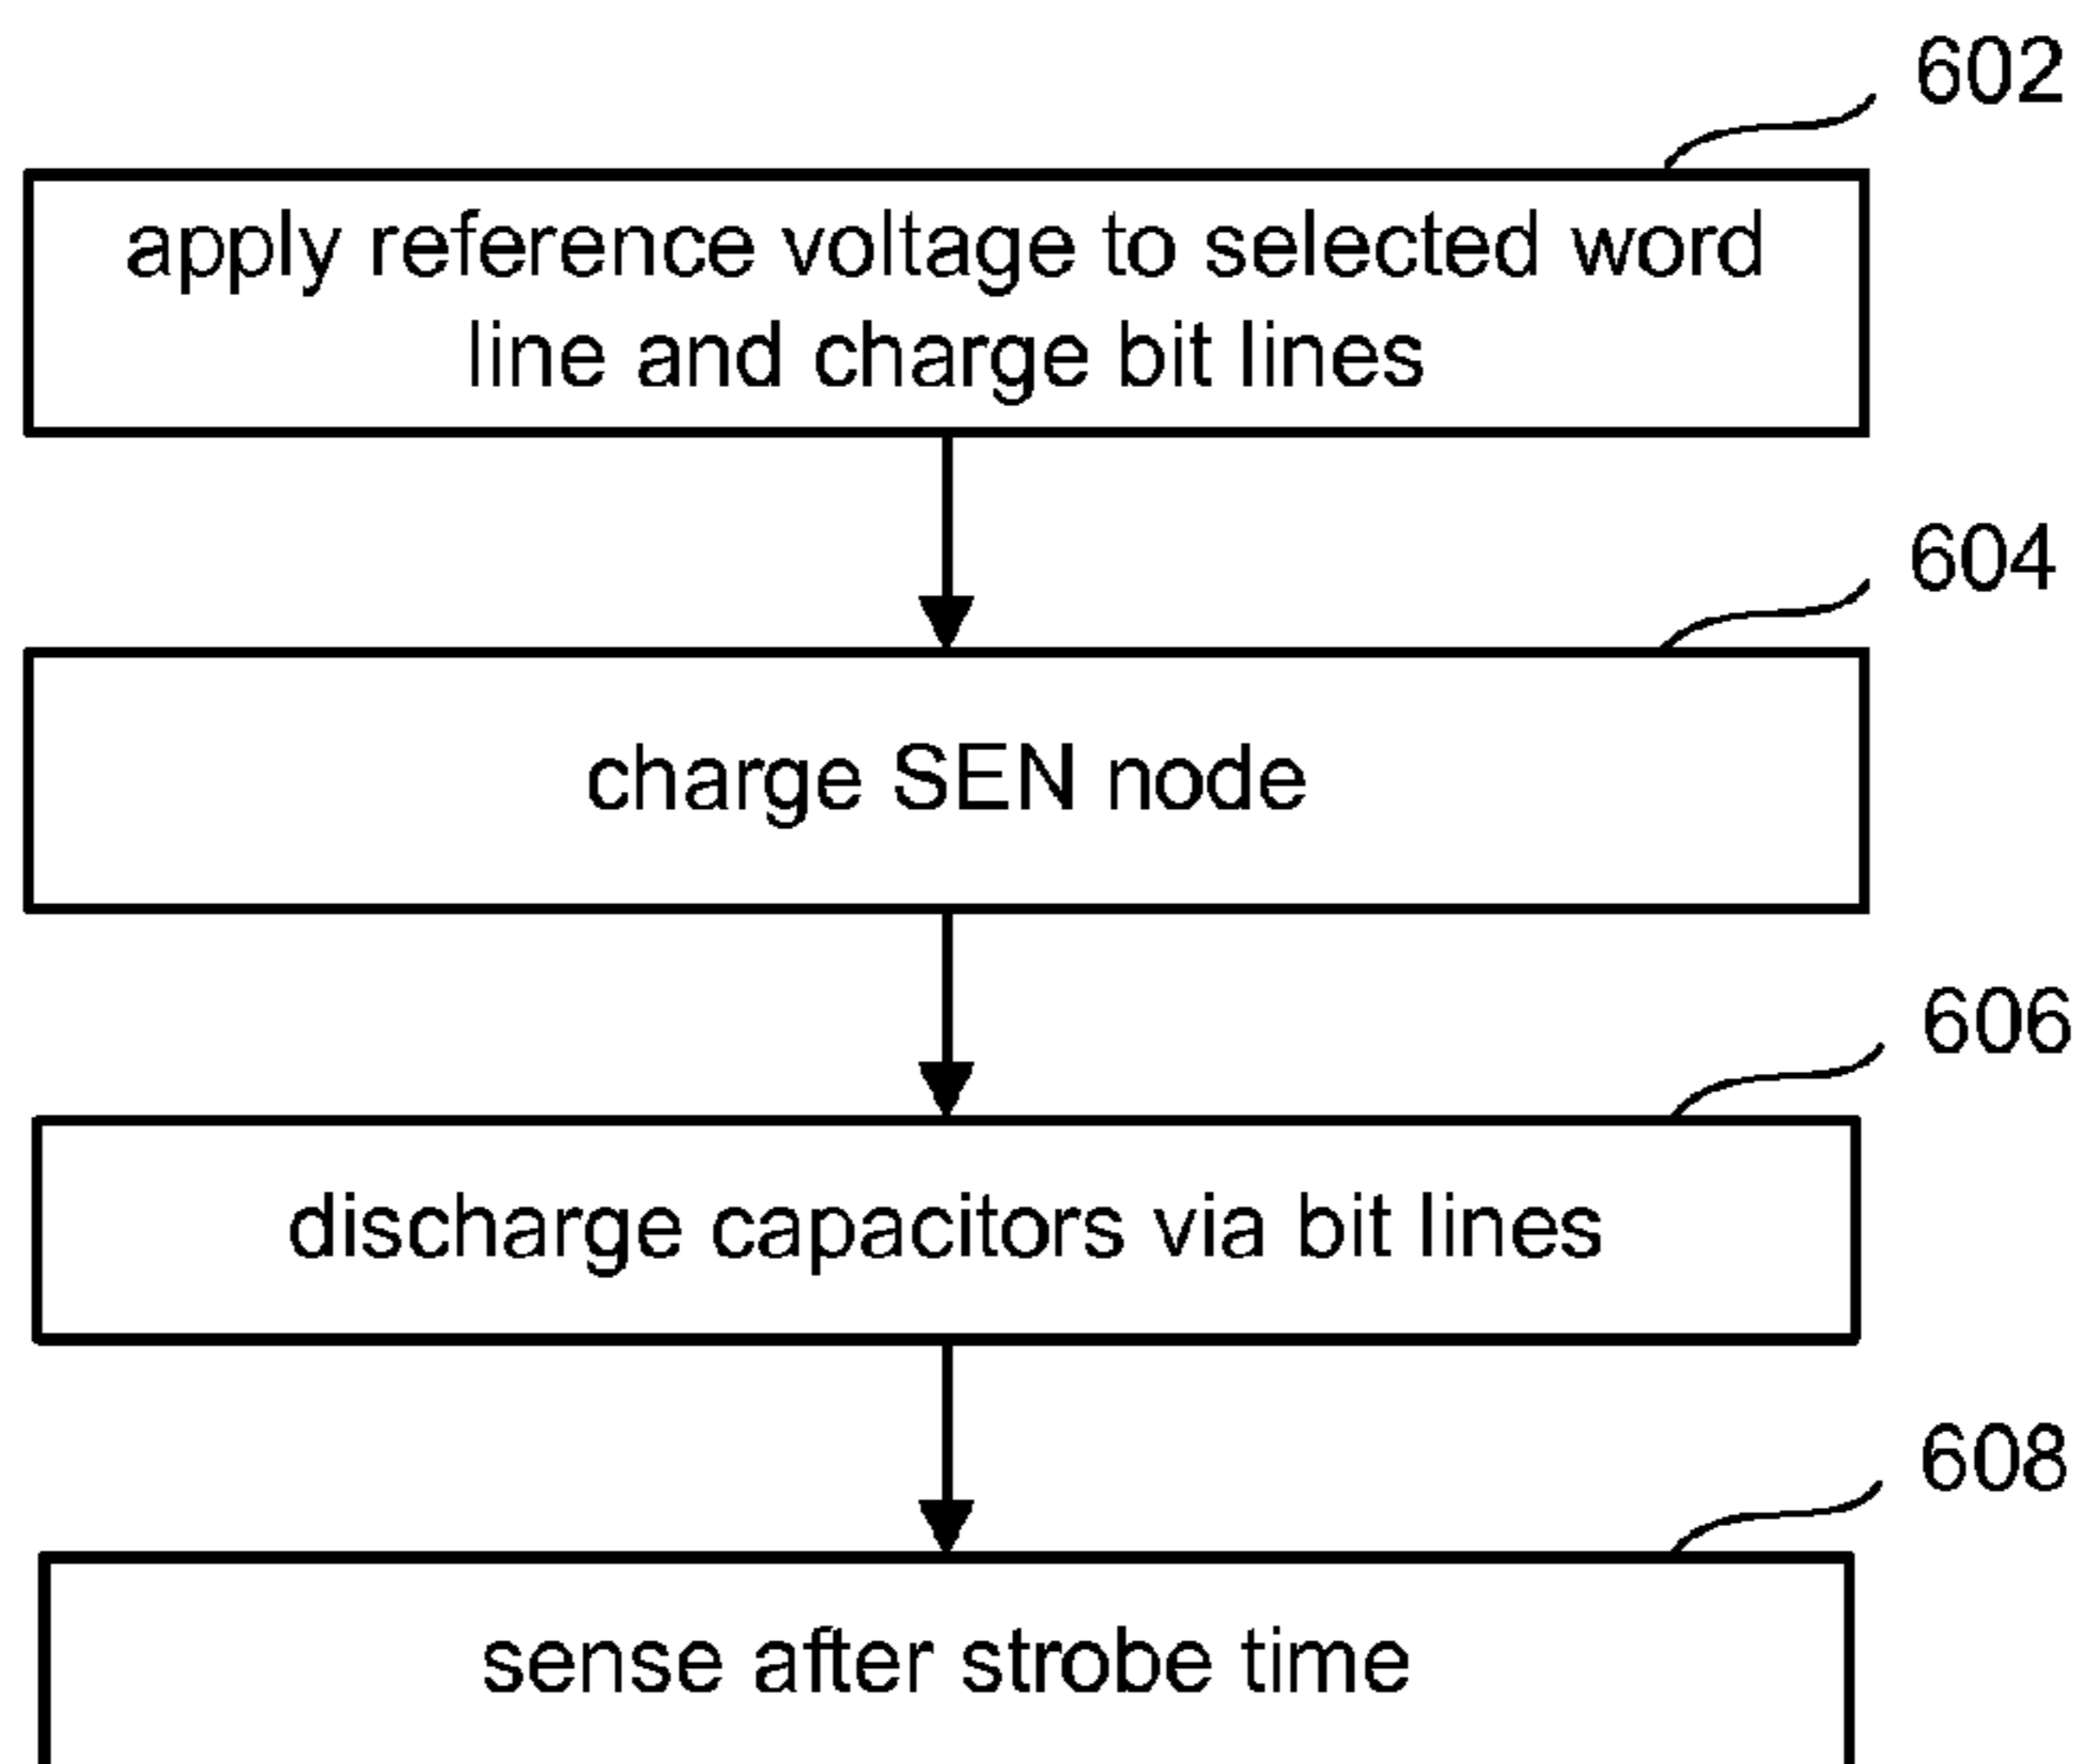 602
apply reference voltage to selected word
line and charge bit lines
604
charge SEN node
606
discharge capacitors via bit lines
608
sense after strobe time